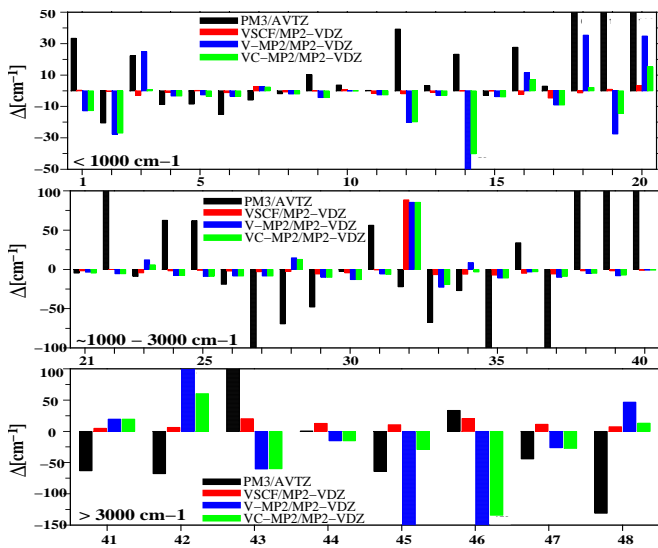 50
PM3/AVTZ
VSCF/MP2−VDZ
30
V−MP2/MP2−VDZ
VC−MP2/MP2−VDZ
10
Δ[cm⁻¹]
−10
−30
−50
< 1000 cm−1
1 5 10 15 20
100
PM3/AVTZ
VSCF/MP2−VDZ
50
V−MP2/MP2−VDZ
VC−MP2/MP2−VDZ
Δ[cm⁻¹]
0
−50
~1000 − 3000 cm−1
−100
21 25 30 35 40
100
50
Δ[cm⁻¹]
0
−50
PM3/AVTZ
−100
VSCF/MP2−VDZ
V−MP2/MP2−VDZ
> 3000 cm−1
VC−MP2/MP2−VDZ
−150
41 42 43 44 45 46 47 48